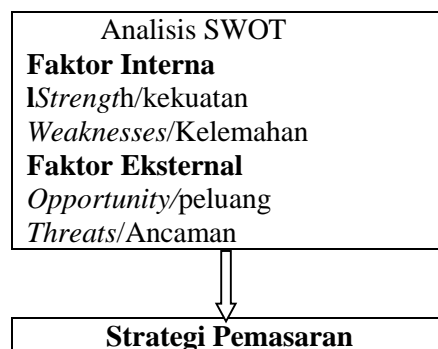 Analisis SWOT
Faktor Interna
lStrength/kekuatan
Weaknesses/Kelemahan
Faktor Eksternal
Opportunity/peluang
Threats/Ancaman
Strategi Pemasaran